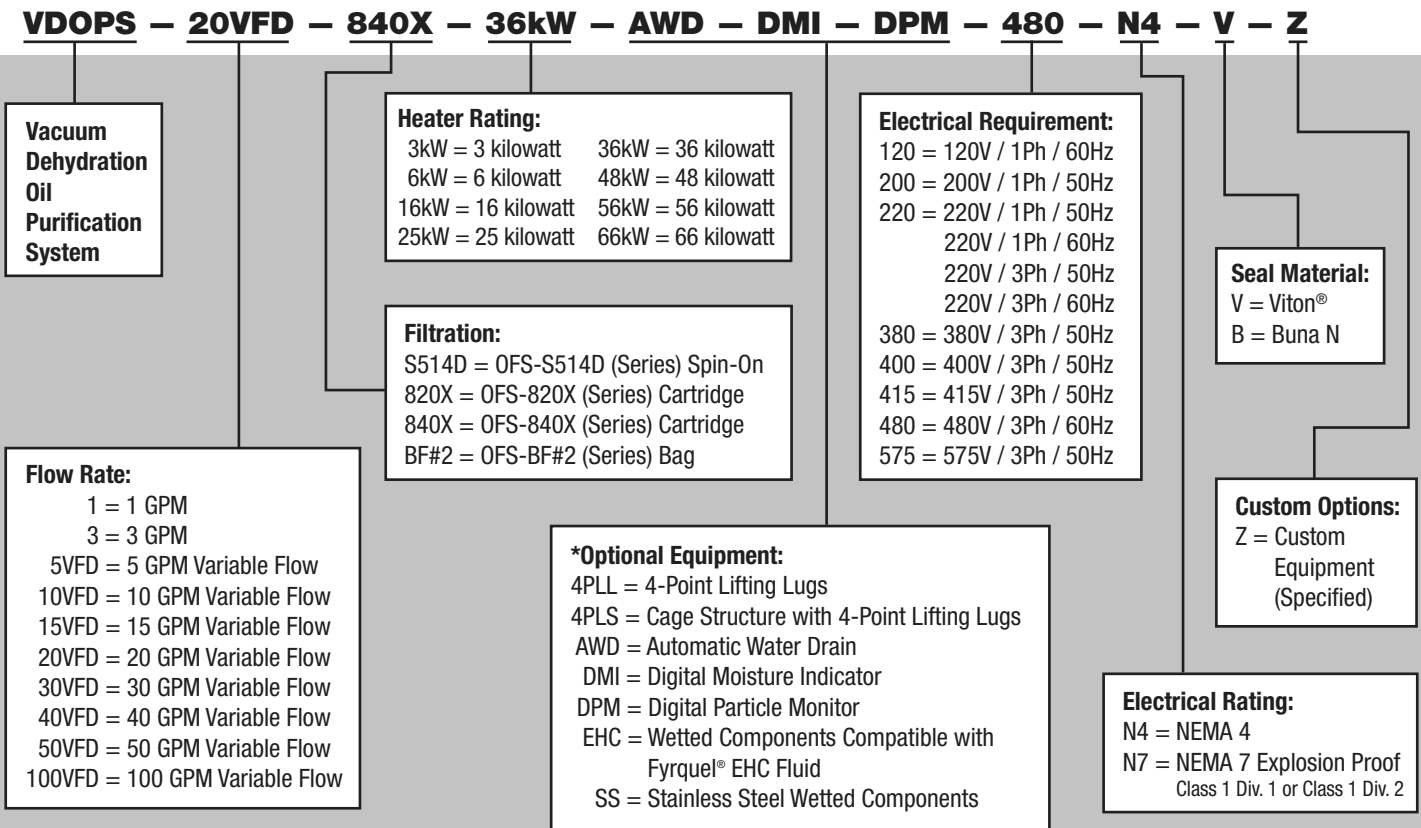 VDOPS — 20VFD — 840X — 36kW — AWD — DMI — DPM — 480 — N4 — V — Z
Vacuum
Dehydration
Oil
Purification
System
Heater Rating:
3kW = 3 kilowatt 36kW = 36 kilowatt
6kW = 6 kilowatt 48kW = 48 kilowatt
16kW = 16 kilowatt 56kW = 56 kilowatt
25kW = 25 kilowatt 66kW = 66 kilowatt
Electrical Requirement:
120 = 120V / 1Ph / 60Hz
200 = 200V / 1Ph / 50Hz
220 = 220V / 1Ph / 50Hz
220V / 1Ph / 60Hz
220V / 3Ph / 50Hz
220V / 3Ph / 60Hz
380 = 380V / 3Ph / 50Hz
400 = 400V / 3Ph / 50Hz
415 = 415V / 3Ph / 50Hz
480 = 480V / 3Ph / 60Hz
575 = 575V / 3Ph / 50Hz
Seal Material:
V = Viton®
B = Buna N
Filtration:
S514D = OFS-S514D (Series) Spin-On
820X = OFS-820X (Series) Cartridge
840X = OFS-840X (Series) Cartridge
BF#2 = OFS-BF#2 (Series) Bag
Flow Rate:
1 = 1 GPM
3 = 3 GPM
5VFD = 5 GPM Variable Flow
10VFD = 10 GPM Variable Flow
15VFD = 15 GPM Variable Flow
20VFD = 20 GPM Variable Flow
30VFD = 30 GPM Variable Flow
40VFD = 40 GPM Variable Flow
50VFD = 50 GPM Variable Flow
100VFD = 100 GPM Variable Flow
*Optional Equipment:
4PLL = 4-Point Lifting Lugs
4PLS = Cage Structure with 4-Point Lifting Lugs
AWD = Automatic Water Drain
DMI = Digital Moisture Indicator
DPM = Digital Particle Monitor
EHC = Wetted Components Compatible with
Fyrquel® EHC Fluid
SS = Stainless Steel Wetted Components
Custom Options:
Z = Custom
Equipment
(Specified)
Electrical Rating:
N4 = NEMA 4
N7 = NEMA 7 Explosion Proof
Class 1 Div. 1 or Class 1 Div. 2